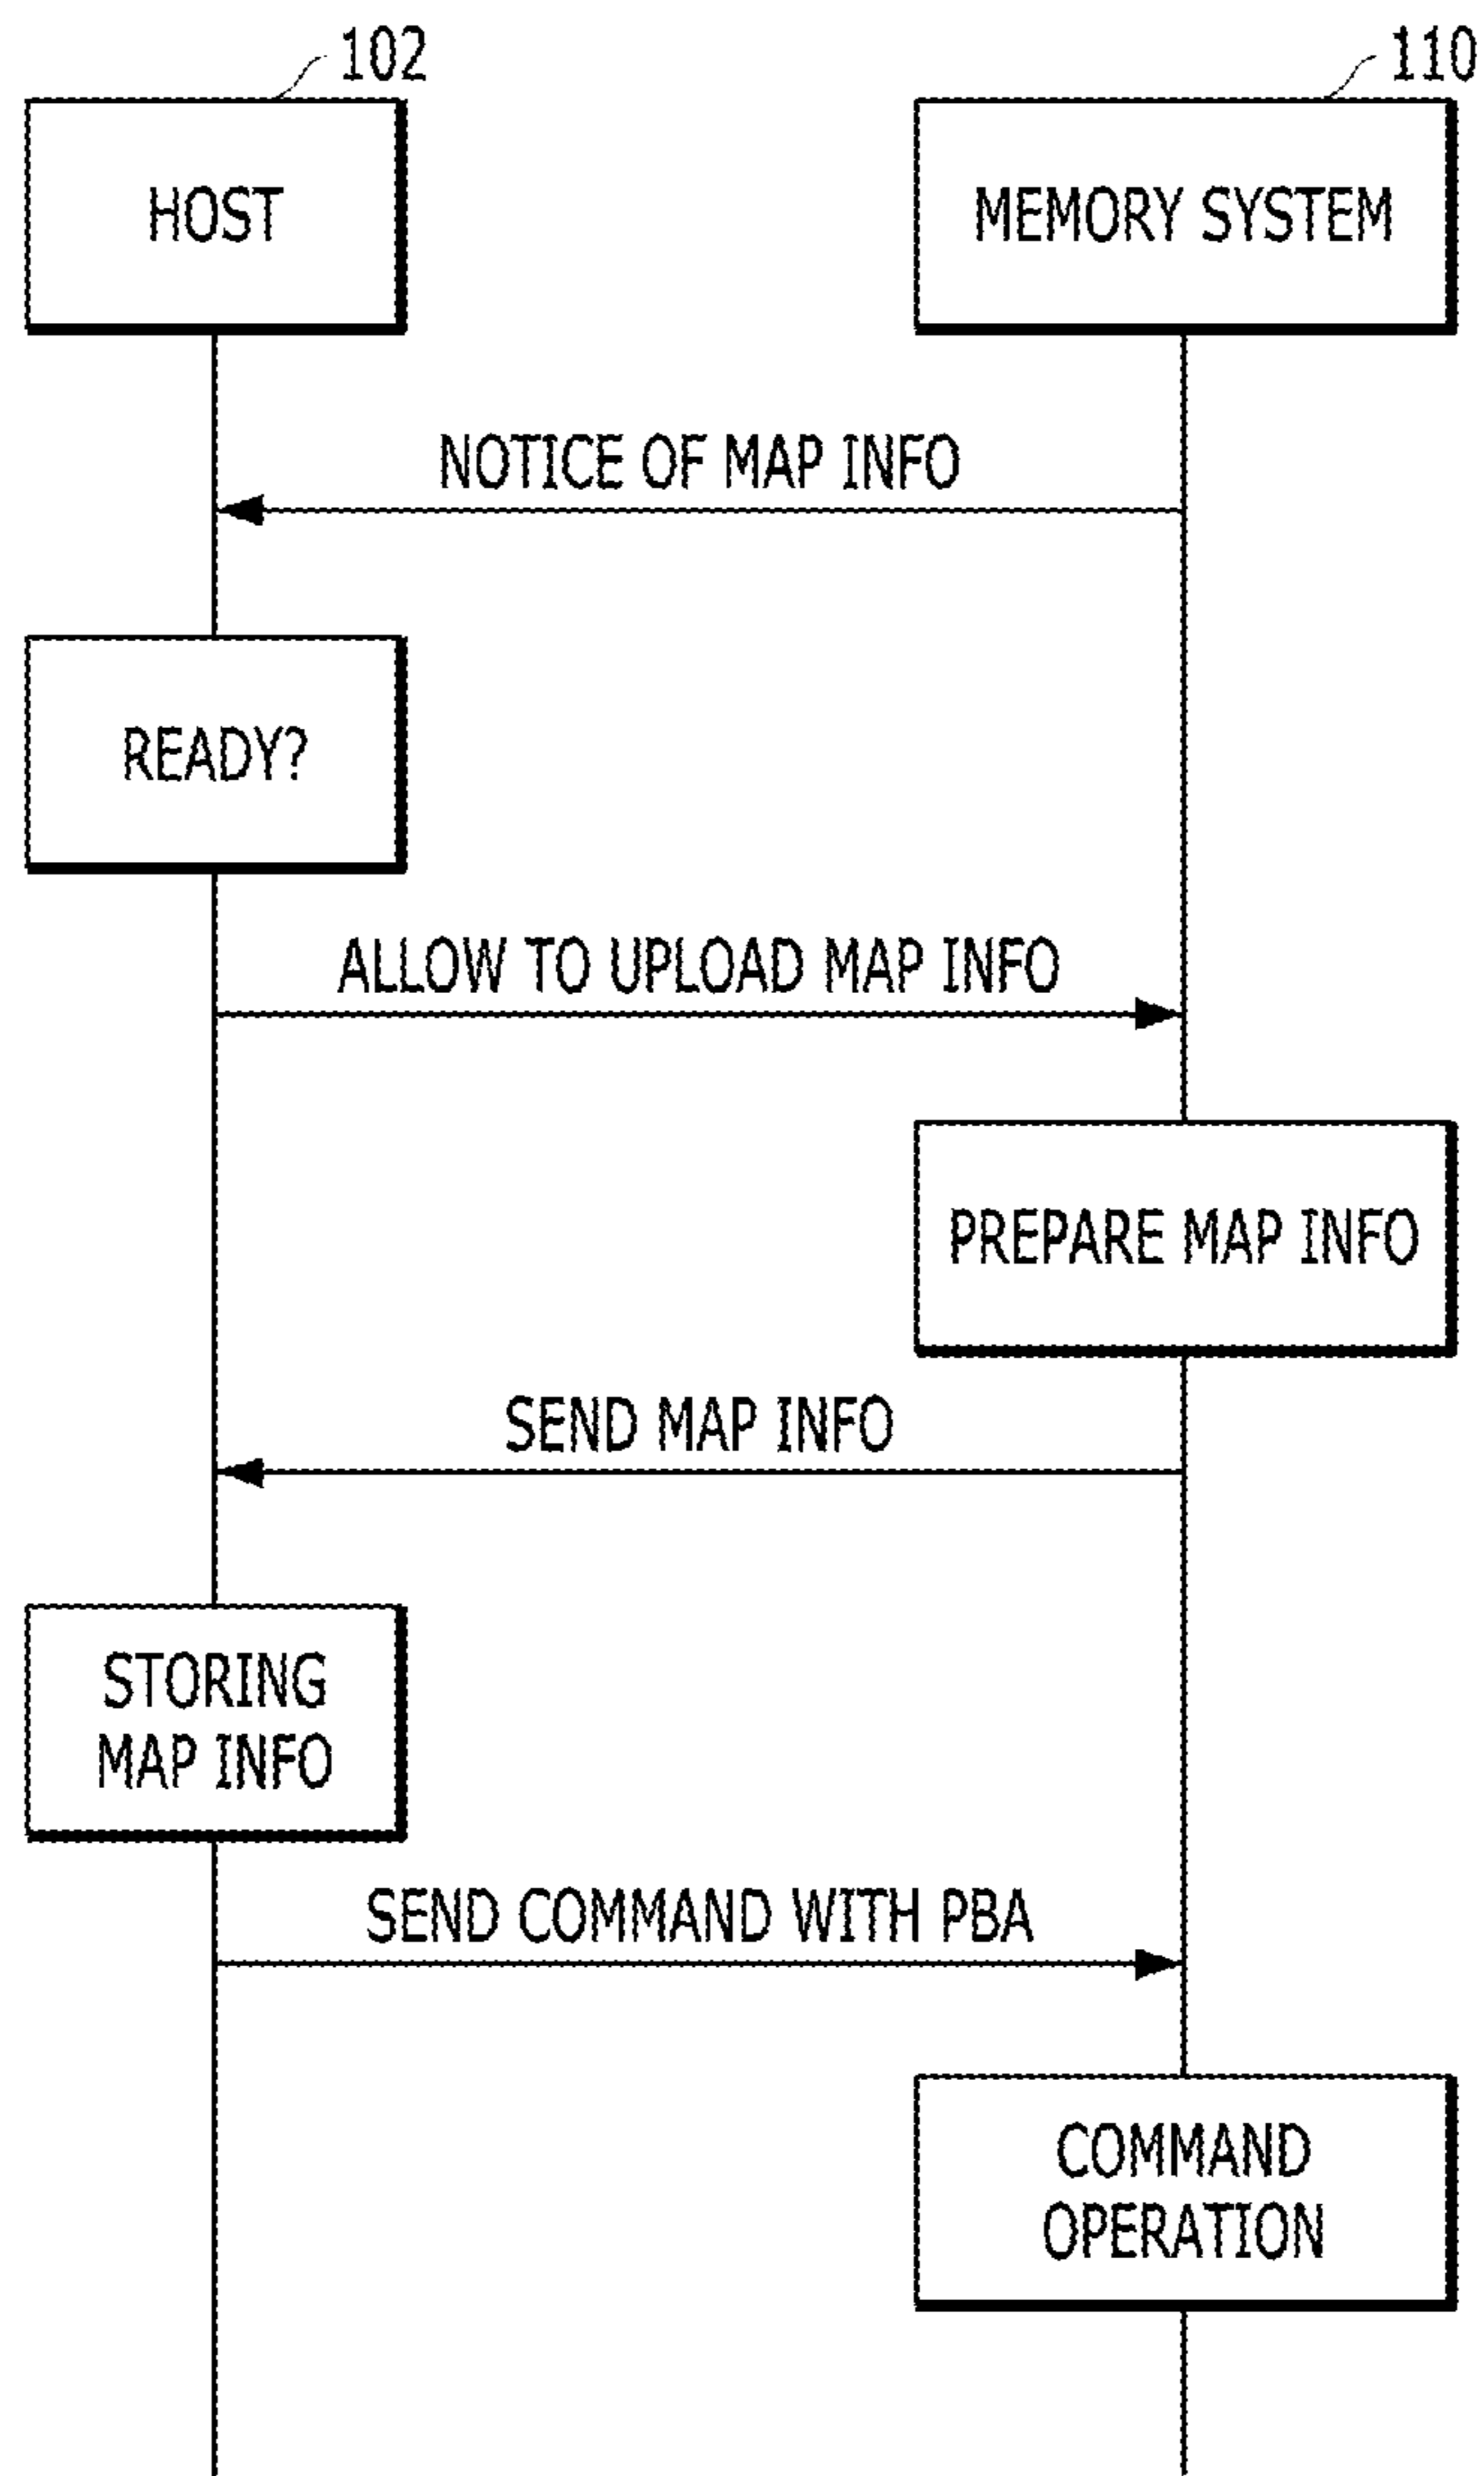 102
110
HOST
MEMORY SYSTEM
NOTICE OF MAP INFO
READY?
ALLOW TO UPLOAD MAP INFO
PREPARE MAP INFO
SEND MAP INFO
STORING
MAP INFO
SEND COMMAND WITH PBA
COMMAND
OPERATION